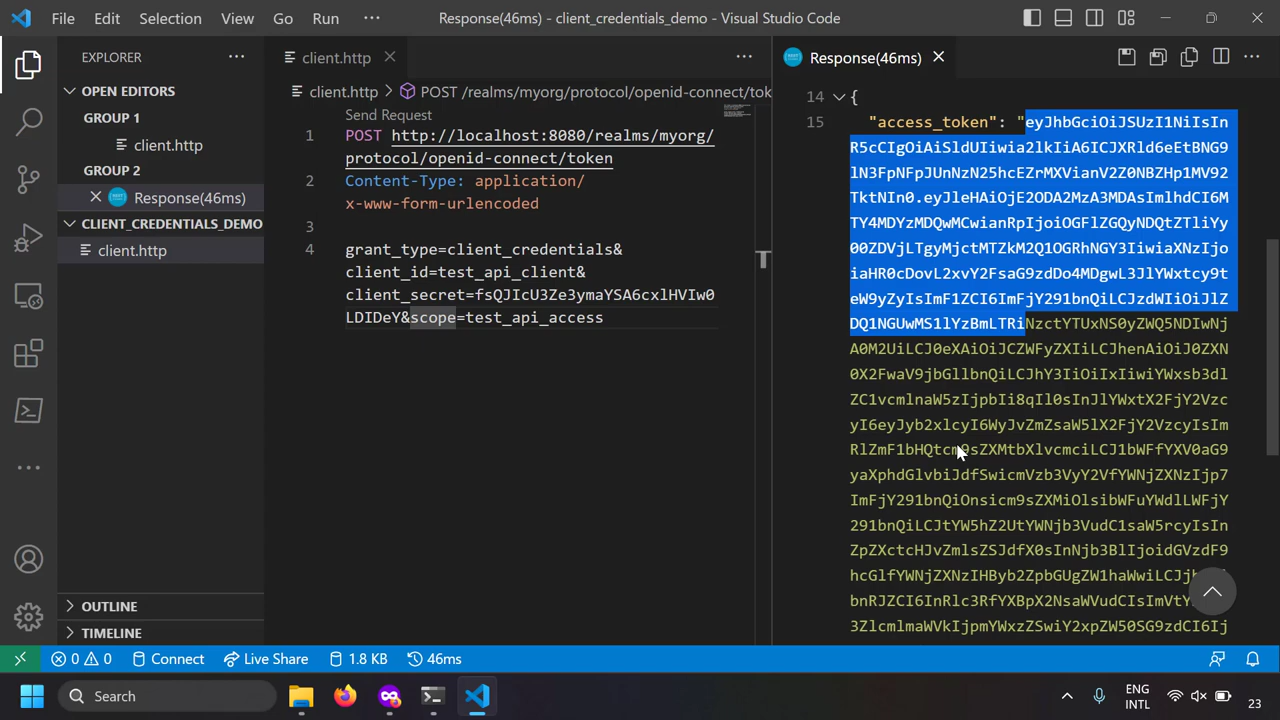 File Edit Selection View Go Run ··· Response(46ms) - client_credentials_demo - Visual Studio Code
EXPLORER
OPEN EDITORS
GROUP 1
client.http
GROUP 2
Response(46ms)
CLIENT_CREDENTIALS_DEMO
client.http
OUTLINE
TIMELINE
client.http
client.http POST /realms/myorg/protocol/openid-connect/tok
Send Request
1 POST http://localhost:8080/realms/myorg/
protocol/openid-connect/token
2 Content-Type: application/
x-www-form-urlencoded
3
4 grant_type=client_credentials&
client_id=test_api_client&
client_secret=fsQJIcU3Ze3ymaYSA6cxlHVIw0
LDIDeY&scope=test_api_access
T
Response(46ms)
14 {
15 "access_token": "eyJhbGciOiJSUzI1NiIsIn
R5cCIgOiAiSldUIiwia2lkIiA6ICJXRld6eEtBNG9
lN3FpNFpJUnNzN25hcEZrMXVianV2Z0NBZHp1MV92
TktNIn0.eyJleHAiOjE2ODA2MzA3MDAsImlhdCI6M
TY4MDYzMDQwMCwianRpIjoiOGFlZGQyNDQtZTliYy
00ZDVjLTgyMjctMTZkM2Q1OGRhNGY3IiwiaXNzIjo
iaHR0cDovL2xvY2FsaG9zdDo4MDgwL3JlYWxtcy9t
eW9yZyIsImF1ZCI6ImFjY291bnQiLCJzdWIiOiJlZ
DQ1NGUwMS1lYzBmLTRiNzctYTUxNS0yZWQ5NDIwNj
A0M2UiLCJ0eXAiOiJCZWFyZXIiLCJhenAiOiJ0ZXN
0X2FwaV9jbGllbnQiLCJhY3IiOiIxIiwiYWxsb3dl
ZC1vcmlnaW5zIjpbIi8qIl0sInJlYWxtX2FjY2Vzc
yI6eyJyb2xlcyI6WyJvZmZsaW5lX2FjY2VzcyIsIm
RlZmF1bHQtcm9sZXMtbXlvcmciLCJ1bWFfYXV0aG9
yaXphdGlvbiJdfSwicmVzb3VyY2VfYWNjZXNzIjp7
ImFjY291bnQiOnsicm9sZXMiOlsibWFuYWdlLWFjY
291bnQiLCJtYW5hZ2UtYWNjb3VudC1saW5rcyIsIn
ZpZXctcHJvZmlsZSJdfX0sInNjb3BlIjoidGVzdF9
hcGlfYWNjZXNzIHByb2ZpbGUgZW1haWwiLCJjb
bnRJZCI6InRlc3RfYXBpX2NsaWVudCIsImVtY
3ZlcmlmaWVkIjpmYWxzZSwiY2xpZW50SG9zdCI6Ij
0 0 Connect Live Share 1.8 KB 46ms
Search
ENG
INTL
23